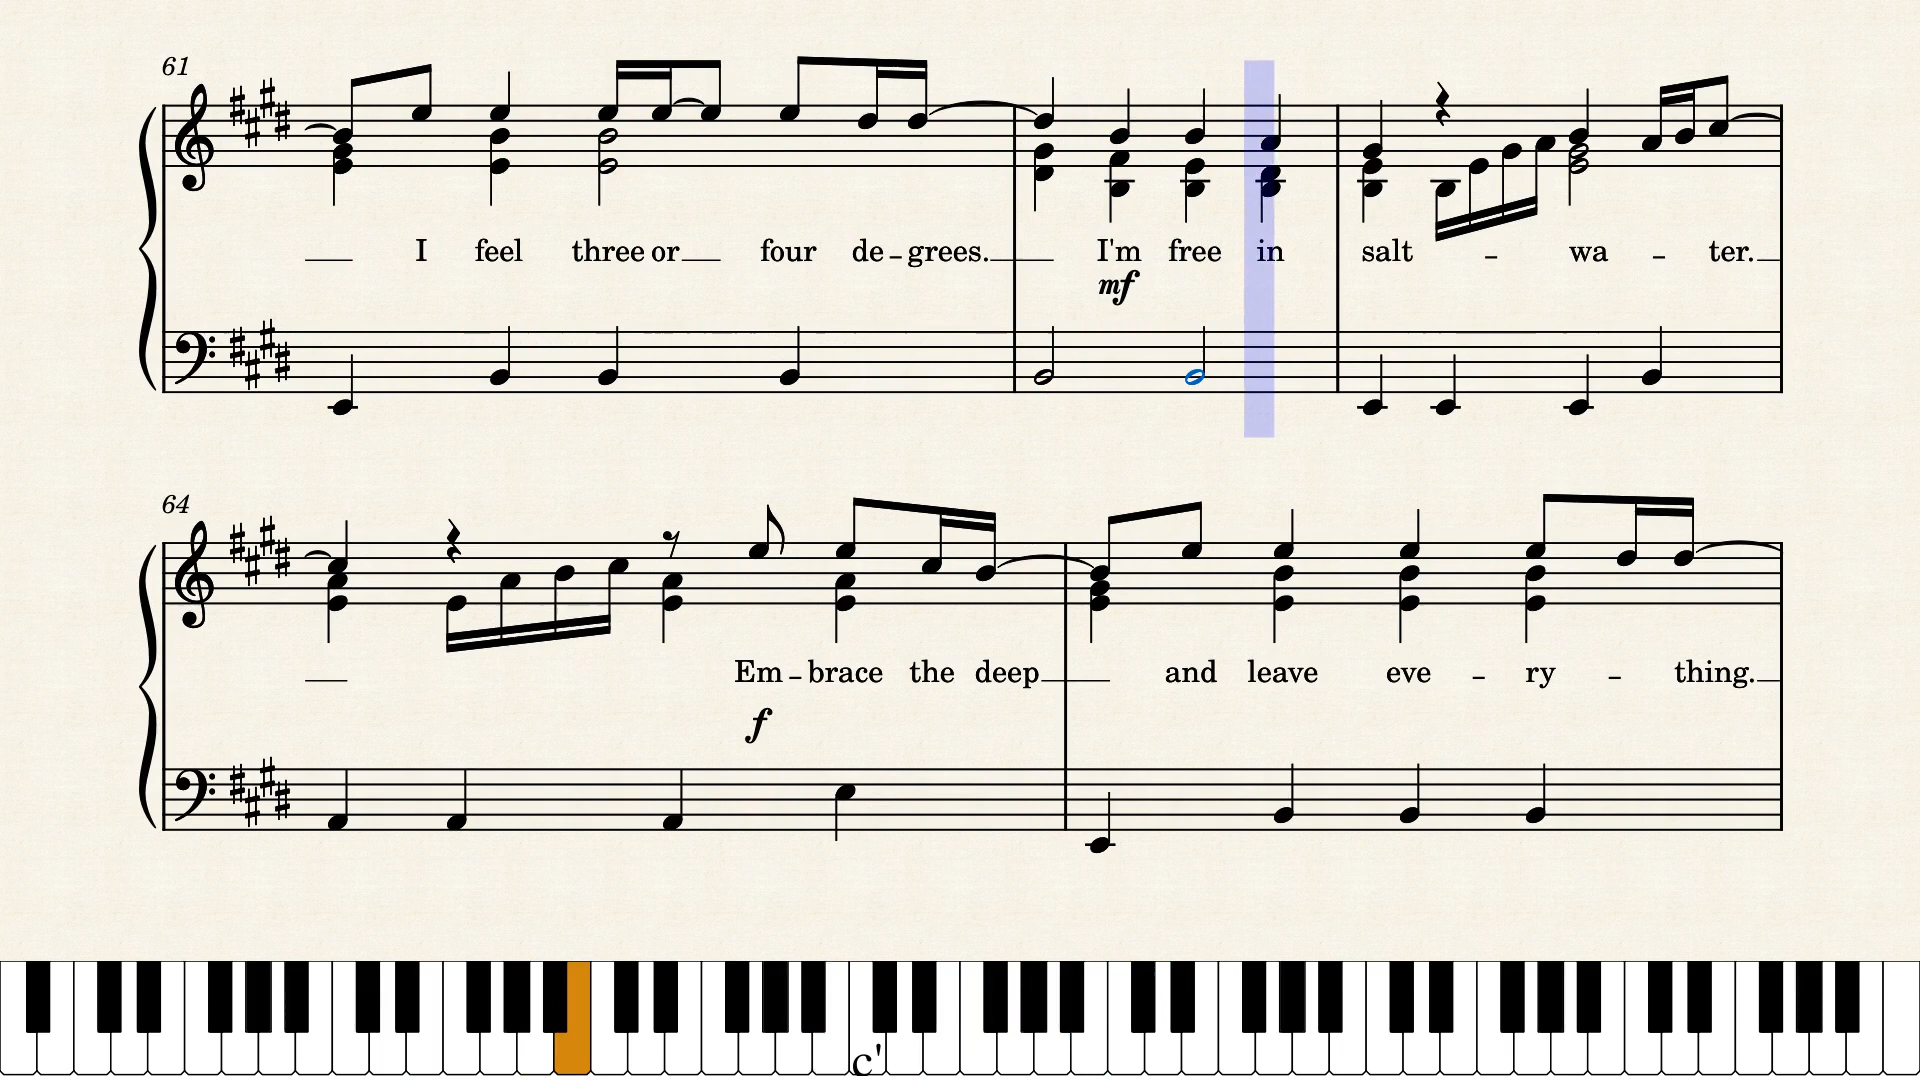 61
I feel three or four de-grees. I'm free in salt - wa - ter.
mf
64
Em-brace the deep and leave eve - ry - thing.
f
c'